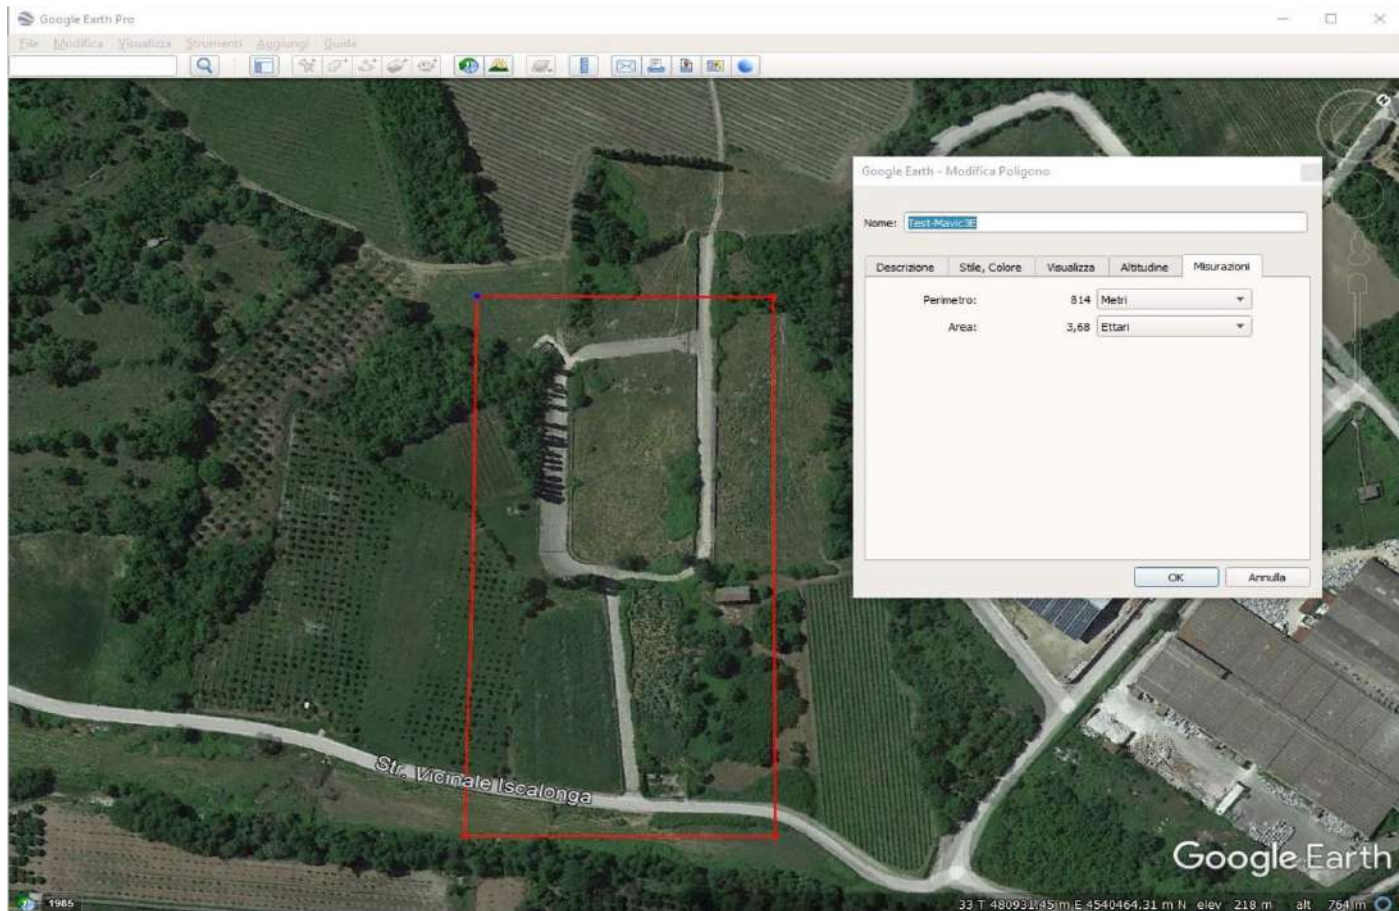 Google Earth Pro
File Modifica Visualizza Strumenti Aggiungi Guida
Google Earth - Modifica Poligono
Nome: Test-Mavic3E
Descrizione Stile, Colore Visualizza Altitudine Misurazioni
Perimetro: 814 Metri
Area: 3,68 Ettari
OK Annulla
Str. Vicinale Iscalonga
Google Earth
1985
33 T 480931.45 m E 4540464.31 m N elev 218 m alt 764 m